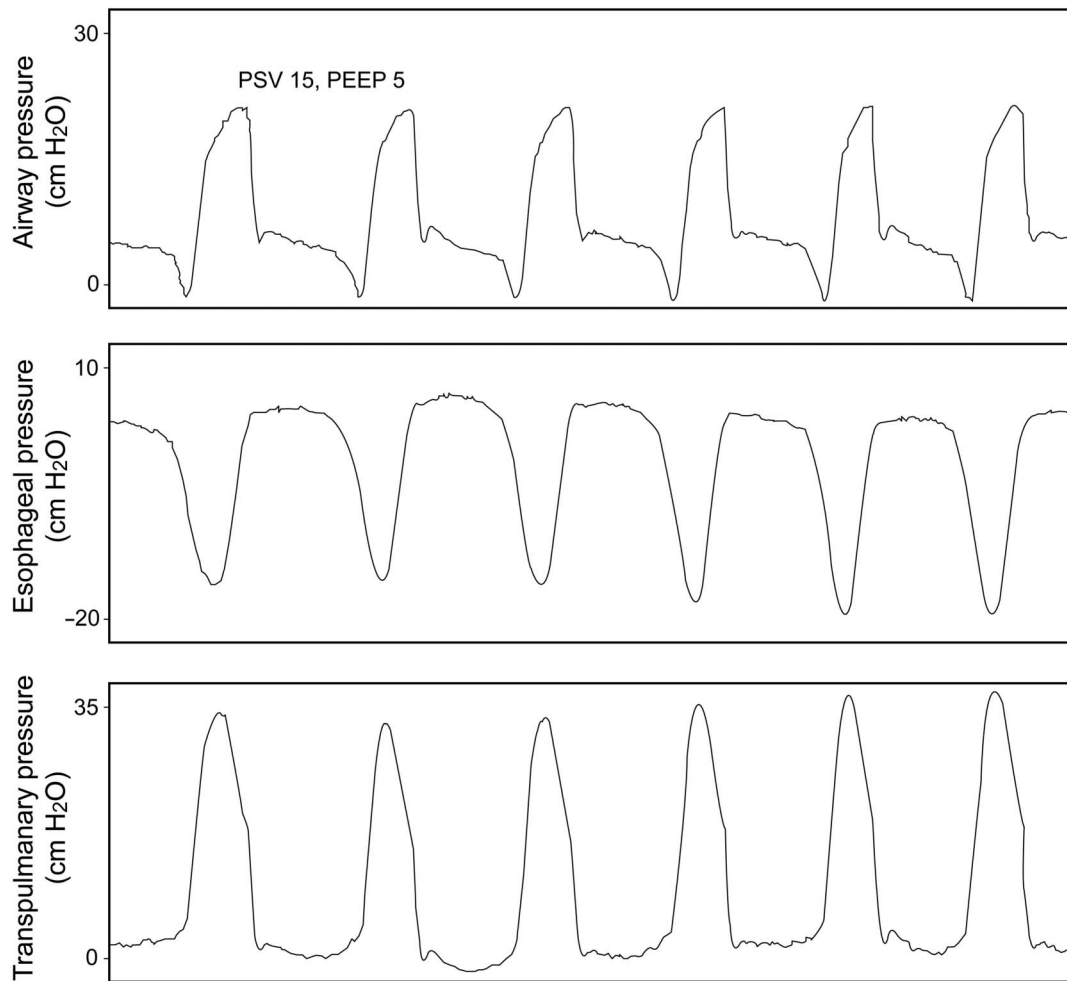 Airway pressure
(cm H₂O)
30
0
PSV 15, PEEP 5
Esophageal pressure
(cm H₂O)
10
–20
Transpulmanary pressure
(cm H₂O)
35
0